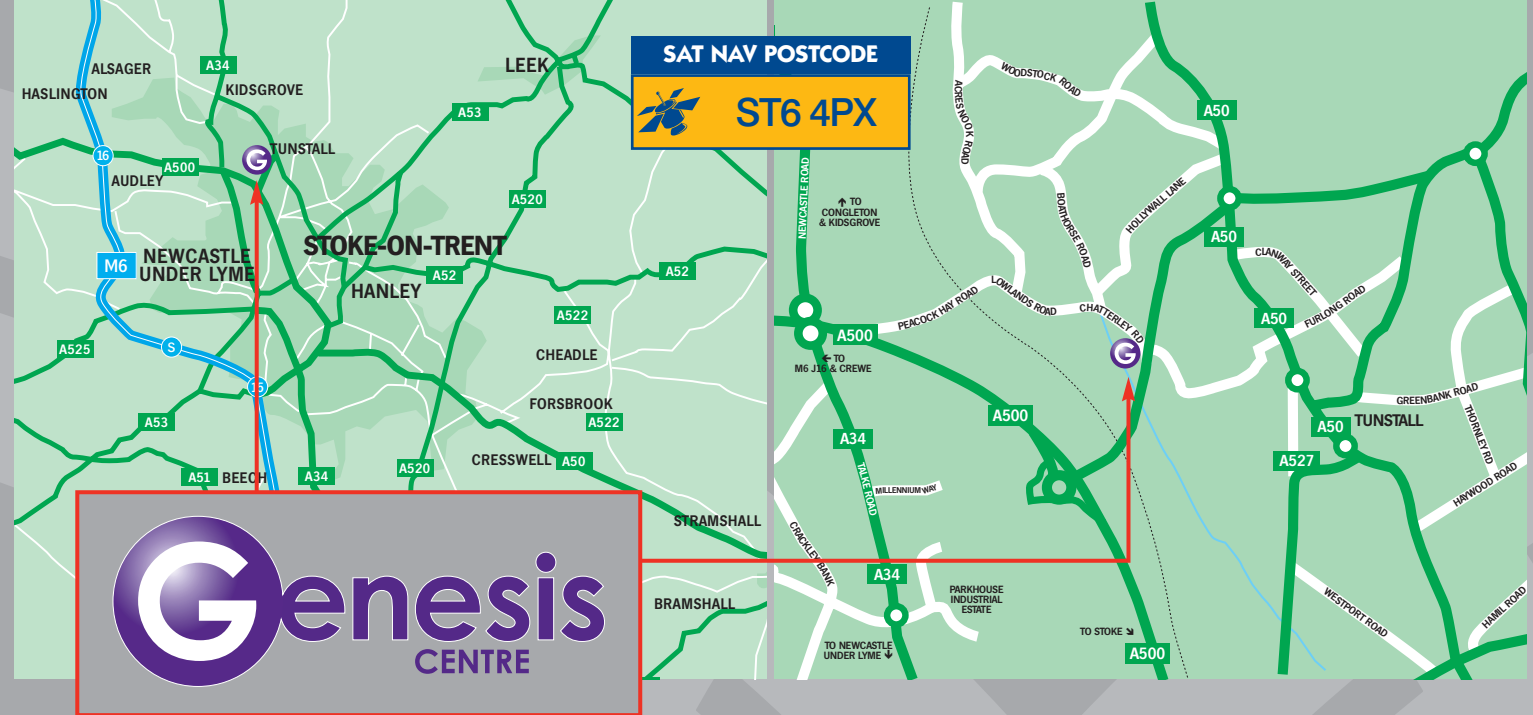 ALSAGER
HASLINGTON
A34
KIDSGROVE
LEEK
A53
TUNSTALL
16
A500
AUDLEY
G
A520
STOKE-ON-TRENT
NEWCASTLE
UNDER LYME
M6
A52
A52
HANLEY
A522
A525
S
CHEADLE
15
FORSBROOK
A522
A53
CRESSWELL
A50
A51
BEECH
A34
A520
STRAMSHALL
BRAMSHALL
Genesis
CENTRE
SAT NAV POSTCODE
ST6 4PX
NEWCASTLE ROAD
↑ TO
CONGLETON
& KIDSGROVE
ACRES NOOK ROAD
WOODSTOCK ROAD
A50
BOATHORSE ROAD
HOLLYWALL LANE
A50
CLANWAY STREET
PEACOCK HAY ROAD
LOWLANDS ROAD
CHATTERLEY RD
A50
FURLONG ROAD
A500
G
← TO
M6 J16 & CREWE
GREENBANK ROAD
A500
A50
TUNSTALL
THORNLEY RD
A34
A527
TALKE ROAD
MILLENNIUM WAY
HAYWOOD ROAD
CRACKLEY BANK
A34
PARKHOUSE
INDUSTRIAL
ESTATE
WESTPORT ROAD
HAMIL ROAD
TO STOKE ↘
TO NEWCASTLE
UNDER LYME ↓
A500